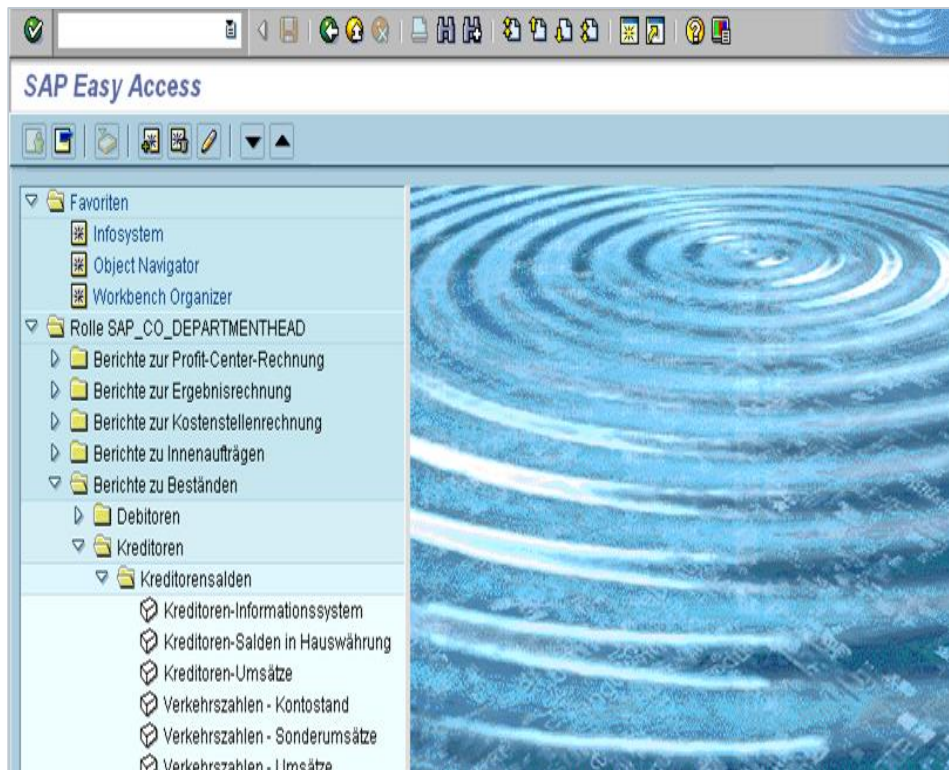 SAP Easy Access
Favoriten
Infosystem
Object Navigator
Workbench Organizer
Rolle SAP_CO_DEPARTMENTHEAD
Berichte zur Profit-Center-Rechnung
Berichte zur Ergebnisrechnung
Berichte zur Kostenstellenrechnung
Berichte zu Innenaufträgen
Berichte zu Beständen
Debitoren
Kreditoren
Kreditorensalden
Kreditoren-Informationssystem
Kreditoren-Salden in Hauswährung
Kreditoren-Umsätze
Verkehrszahlen - Kontostand
Verkehrszahlen - Sonderumsätze
Verkehrszahlen - Umsätze